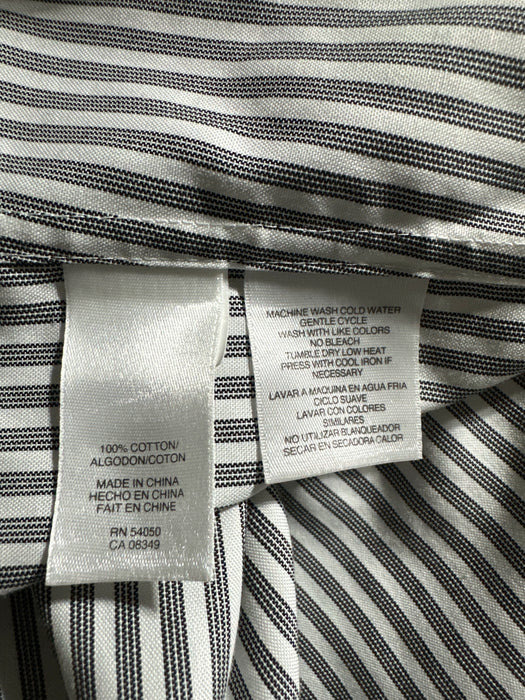 100% COTTON/
ALGODON/COTON
MADE IN CHINA
HECHO EN CHINA
FAIT EN CHINE
RN 54050
CA 08349
MACHINE WASH COLD WATER
GENTLE CYCLE
WASH WITH LIKE COLORS
NO BLEACH
TUMBLE DRY LOW HEAT
PRESS WITH COOL IRON IF
NECESSARY
LAVAR A MAQUINA EN AGUA FRIA
CICLO SUAVE
LAVAR CON COLORES
SIMILARES
NO UTILIZAR BLANQUEADOR
SECAR EN SECADORA CALOR